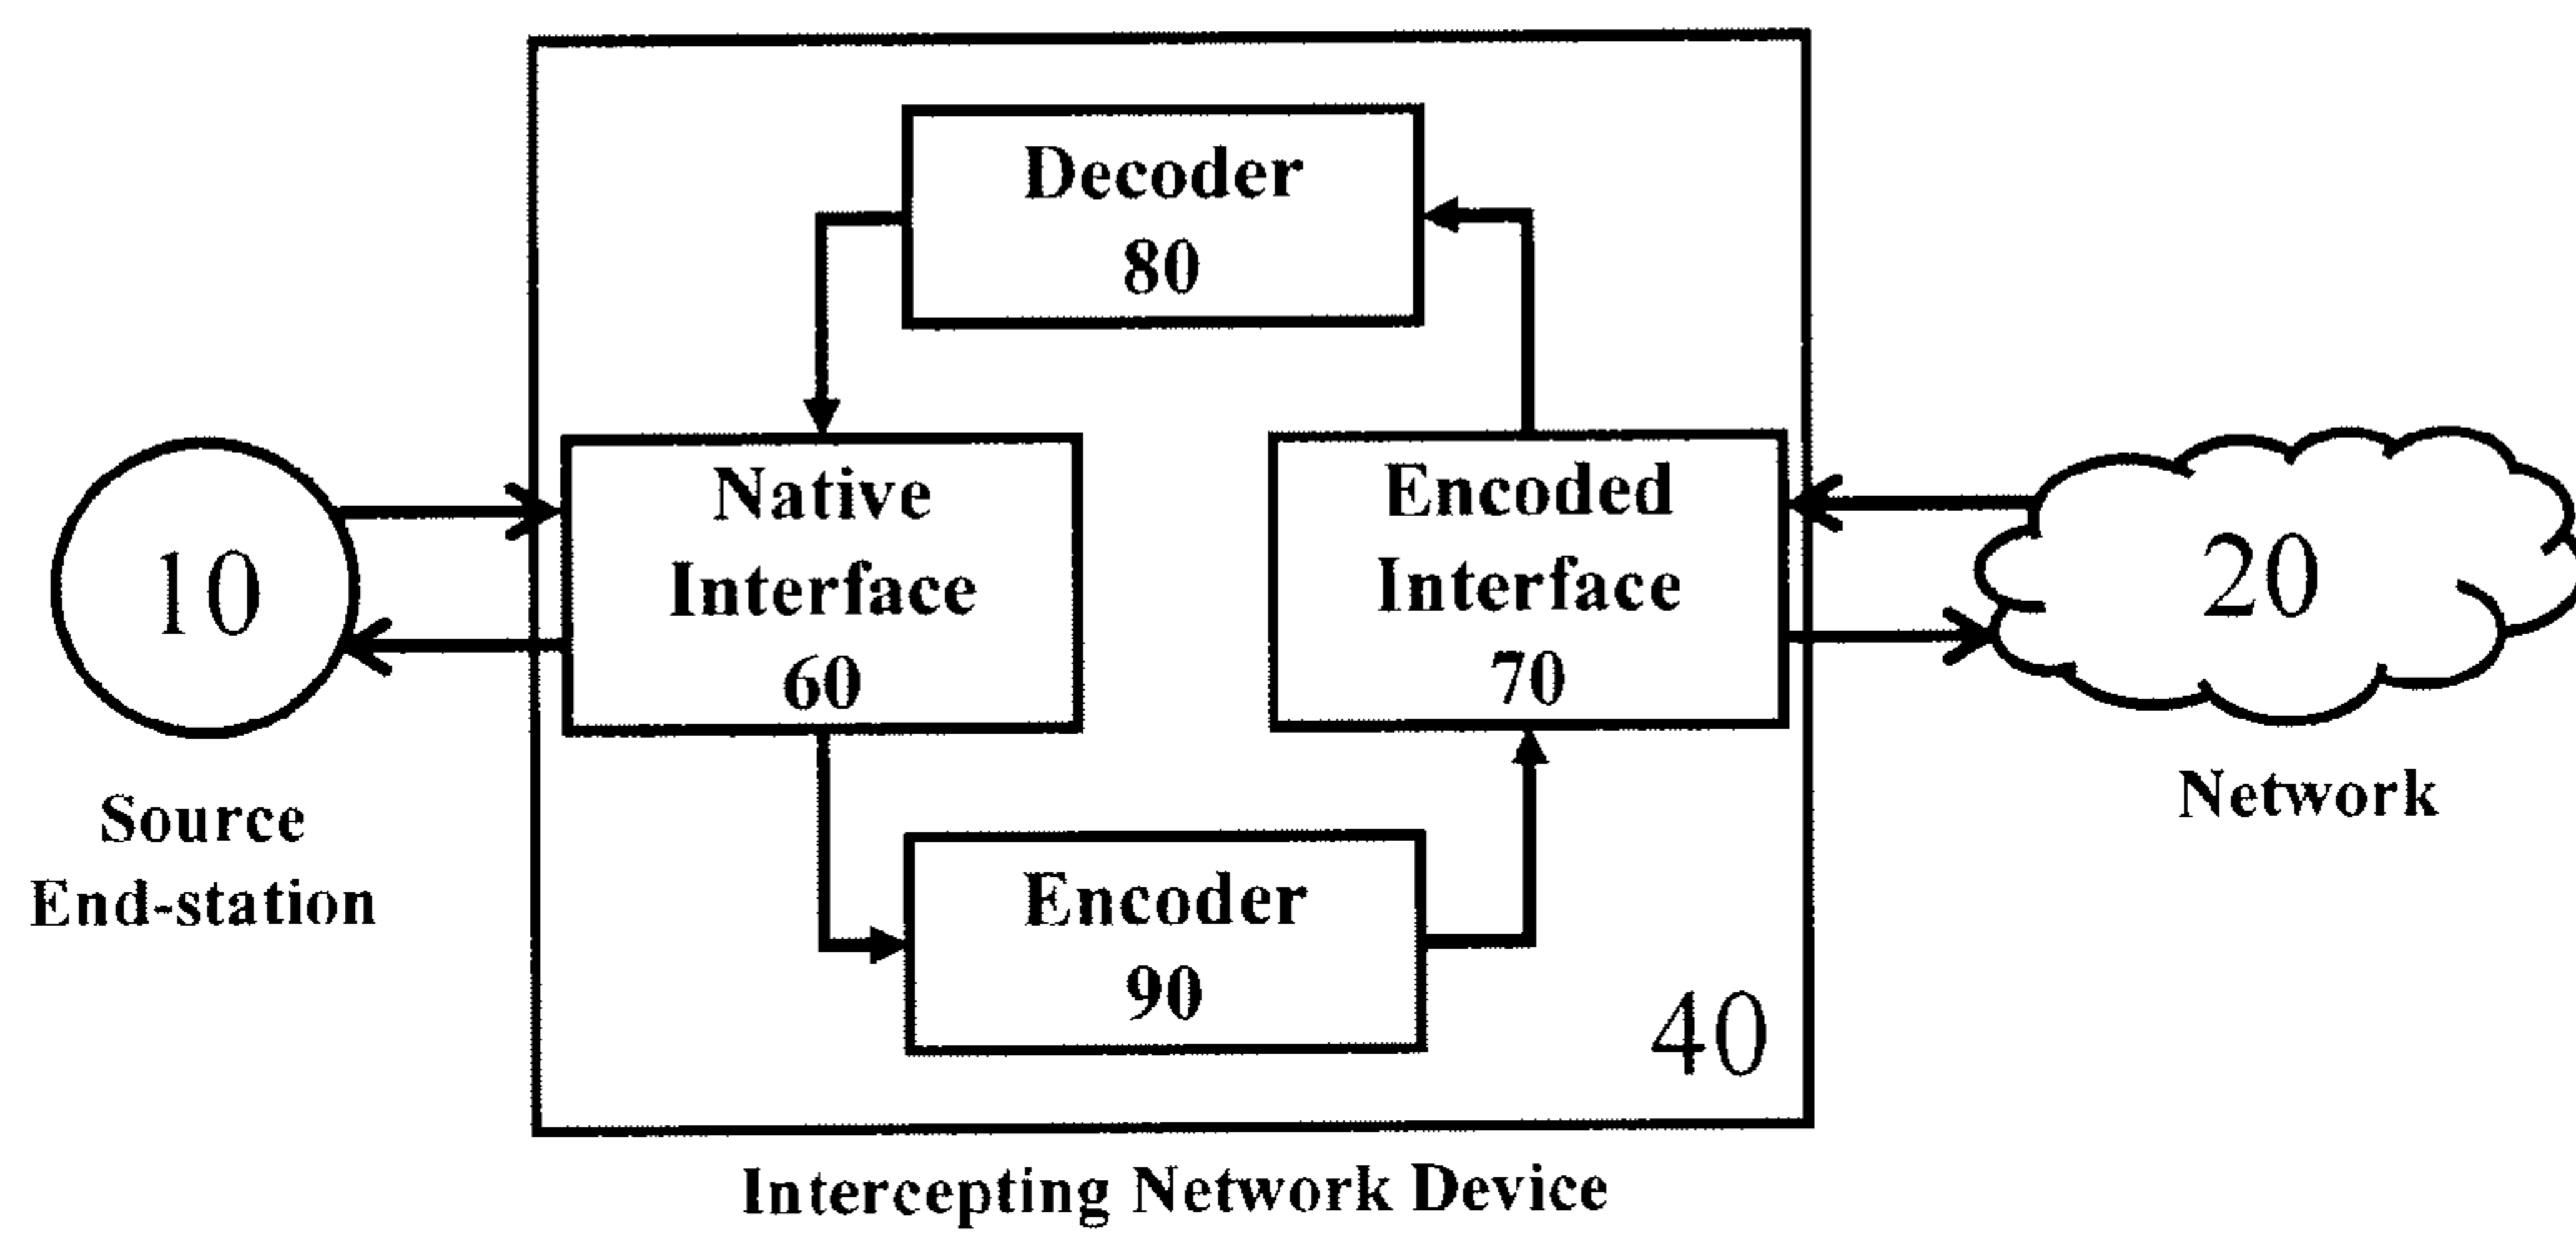 Decoder
80
Native
Interface
60
Encoded
Interface
70
10
20
Source
End-station
Network
Encoder
90
40
Intercepting Network Device